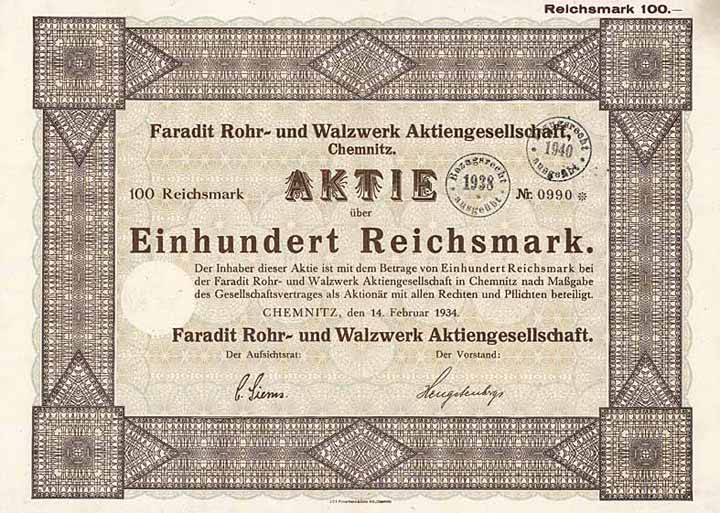 Reichsmark 100.—
Faradit Rohr- und Walzwerk Aktiengesellschaft,
Chemnitz.
Bezugsrecht 1940 ausgeübt
100 Reichsmark AKTIE Nr. 0990 ※
Bezugsrecht 1938 ausgeübt
über
Einhundert Reichsmark.
Der Inhaber dieser Aktie ist mit dem Betrage von Einhundert Reichsmark bei
der Faradit Rohr- und Walzwerk Aktiengesellschaft in Chemnitz nach Maßgabe
des Gesellschaftsvertrages als Aktionär mit allen Rechten und Pflichten beteiligt.
CHEMNITZ, den 14. Februar 1934.
Faradit Rohr- und Walzwerk Aktiengesellschaft.
Der Aufsichtsrat: Der Vorstand:
C. Siems. Hengstenbergs